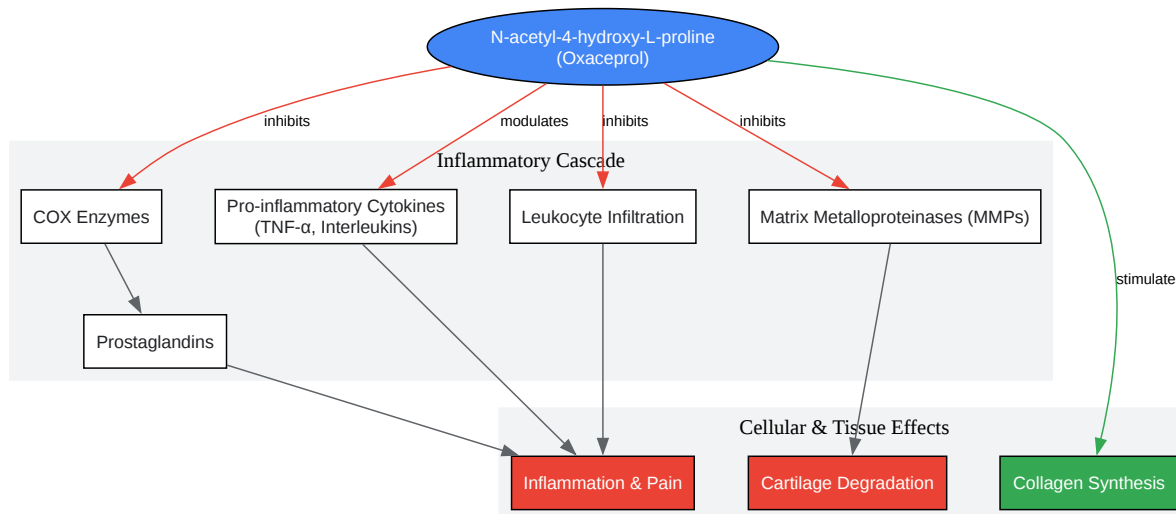 N-acetyl-4-hydroxy-L-proline
(Oxaceprol)
inhibits
modulates
inhibits
inhibits
Inflammatory Cascade
COX Enzymes
Pro-inflammatory Cytokines
(TNF-α, Interleukins)
Leukocyte Infiltration
Matrix Metalloproteinases (MMPs)
stimulate
Prostaglandins
Cellular & Tissue Effects
Inflammation & Pain
Cartilage Degradation
Collagen Synthesis